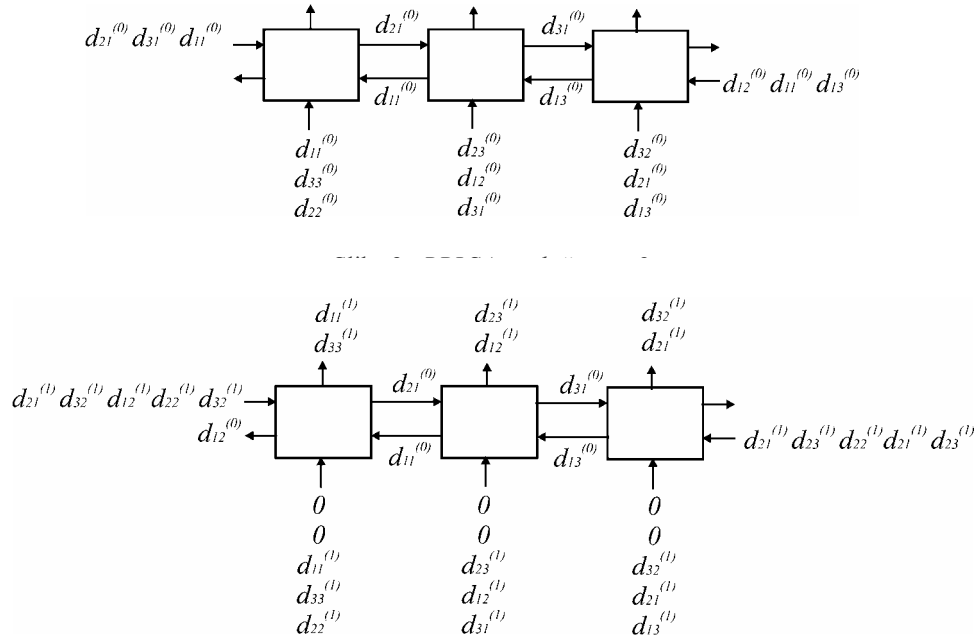 d21(0)
d31(0)
d21(0) d31(0) d11(0)
d11(0)
d13(0)
d12(0) d11(0) d13(0)
d11(0)
d23(0)
d32(0)
d33(0)
d12(0)
d21(0)
d22(0)
d31(0)
d13(0)
d11(1)
d23(1)
d32(1)
d33(1)
d12(1)
d21(1)
d21(0)
d31(0)
d21(1) d32(1) d12(1) d22(1) d32(1)
d12(0)
d11(0)
d13(0)
d21(1) d23(1) d22(1) d21(1) d23(1)
0
0
0
0
0
0
d11(1)
d23(1)
d32(1)
d33(1)
d12(1)
d21(1)
d22(1)
d31(1)
d13(1)